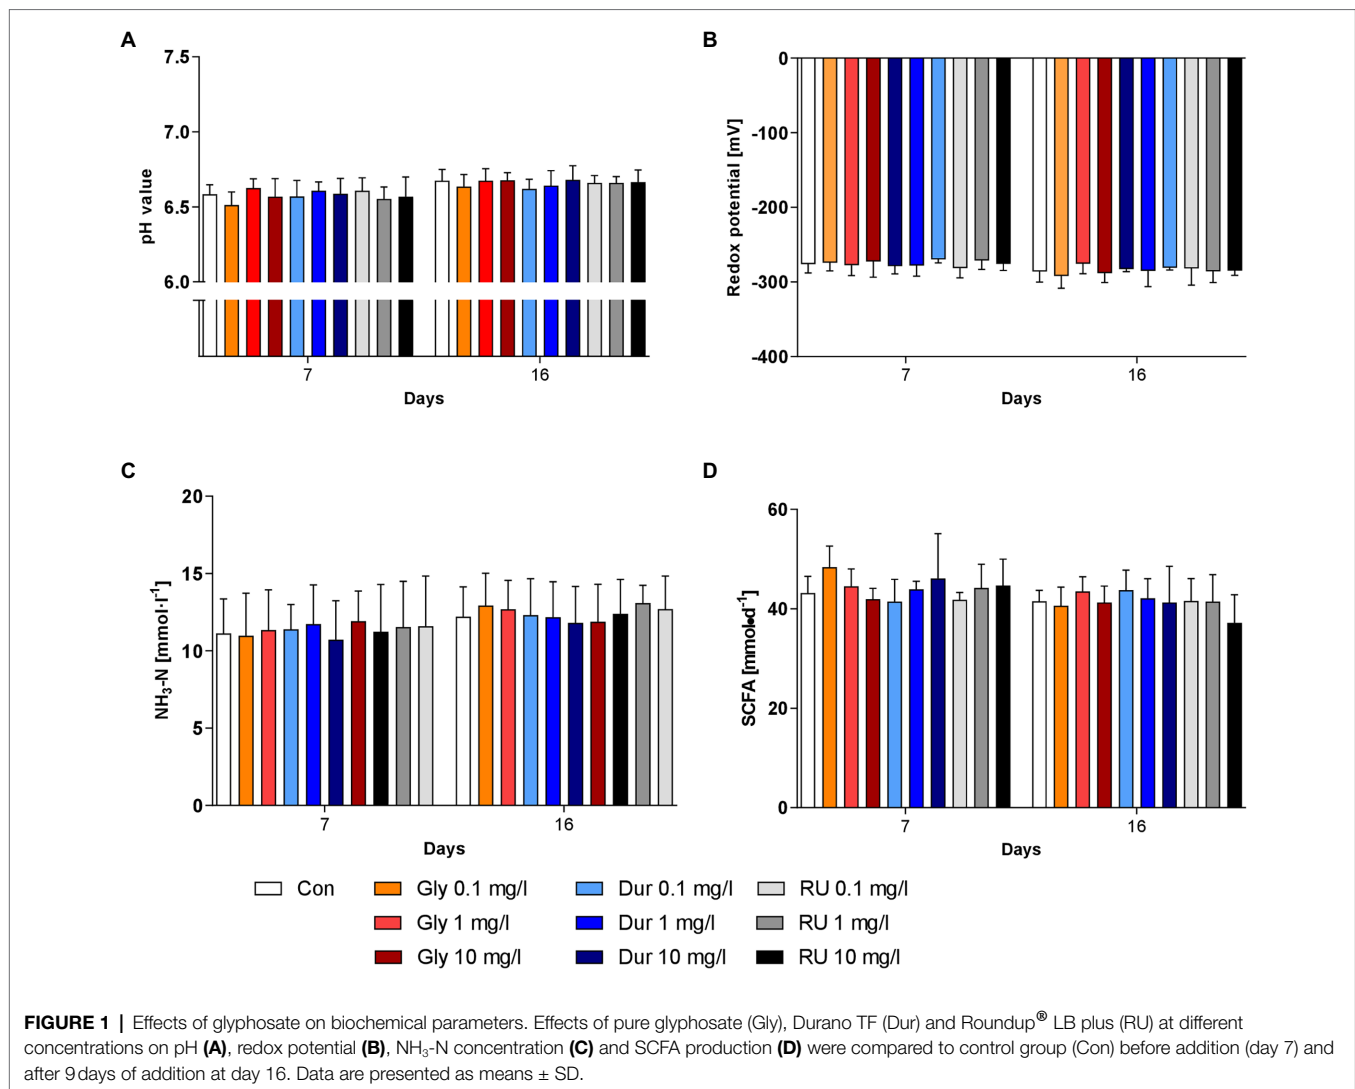 A
7.5
7.0
6.5
6.0
pH value
7
16
Days
B
0
-100
-200
-300
-400
Redox potential [mV]
7
16
Days
C
20
15
10
5
0
NH₃-N [mmol·l⁻¹]
7
16
Days
D
60
40
20
0
SCFA [mmol•d⁻¹]
7
16
Days
Con Gly 0.1 mg/l Dur 0.1 mg/l RU 0.1 mg/l
Gly 1 mg/l Dur 1 mg/l RU 1 mg/l
Gly 10 mg/l Dur 10 mg/l RU 10 mg/l
FIGURE 1 | Effects of glyphosate on biochemical parameters. Effects of pure glyphosate (Gly), Durano TF (Dur) and Roundup® LB plus (RU) at different
concentrations on pH (A), redox potential (B), NH₃-N concentration (C) and SCFA production (D) were compared to control group (Con) before addition (day 7) and
after 9 days of addition at day 16. Data are presented as means ± SD.